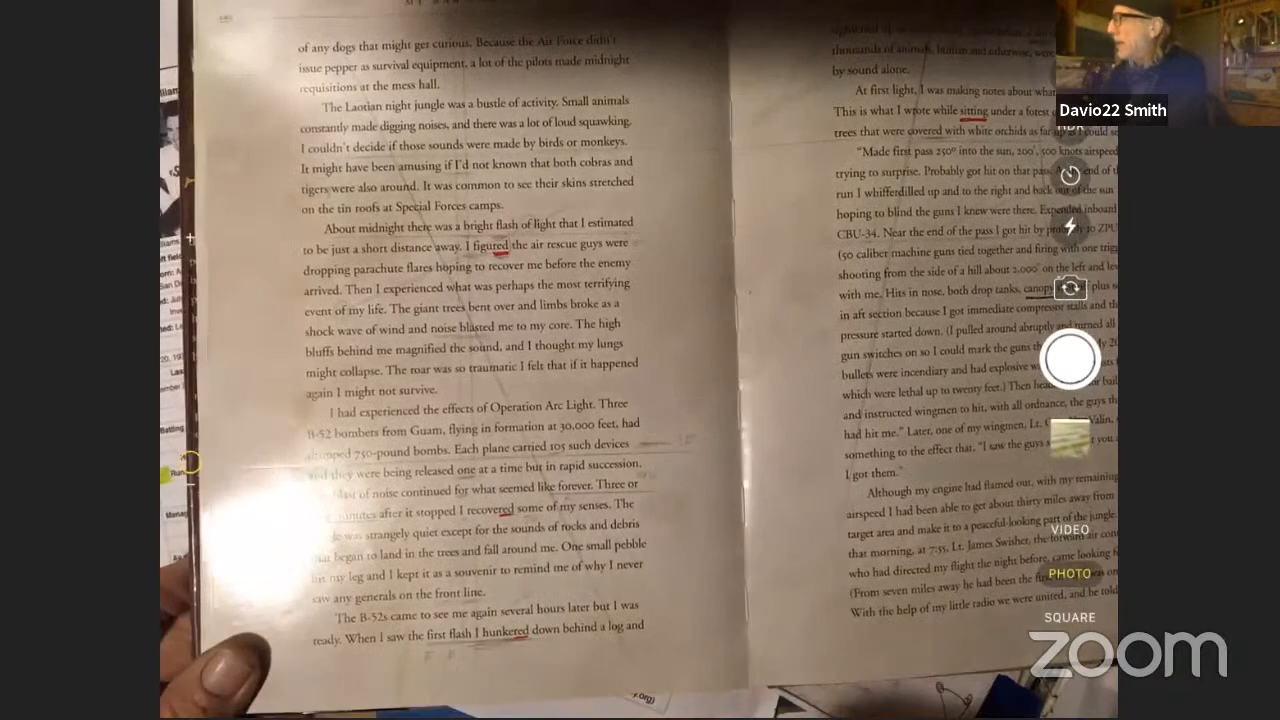 of any dogs that might get curious. Because the Air Force didn't
issue pepper as survival equipment, a lot of the pilots made midnight
requisitions at the mess hall.
The Laotian night jungle was a bustle of activity. Small animals
constantly made digging noises, and there was a lot of loud squawking.
I couldn't decide if those sounds were made by birds or monkeys.
It might have been amusing if I'd not known that both cobras and
tigers were also around. It was common to see their skins stretched
on the tin roofs at Special Forces camps.
About midnight there was a bright flash of light that I estimated
to be just a short distance away. I figured the air rescue guys were
dropping parachute flares hoping to recover me before the enemy
arrived. Then I experienced what was perhaps the most terrifying
event of my life. The giant trees bent over and limbs broke as a
shock wave of wind and noise blasted me to my core. The high
bluffs behind me magnified the sound, and I thought my lungs
might collapse. The roar was so traumatic I felt that if it happened
again I might not survive.
I had experienced the effects of Operation Arc Light. Three
B-52 bombers from Guam, flying in formation at 30,000 feet, had
750-pound bombs. Each plane carried 105 such devices
they were being released one at a time but in rapid succession.
of noise continued for what seemed like forever. Three or
minutes after it stopped I recovered some of my senses. The
was strangely quiet except for the sounds of rocks and debris
began to land in the trees and fall around me. One small pebble
my leg and I kept it as a souvenir to remind me of why I never
saw any generals on the front line.
The B-52s came to see me again several hours later but I was
ready. When I saw the first flash I hunkered down behind a log and
thousands of animals, human and otherwise, were
by sound alone.
At first light, I was making notes about what
This is what I wrote while sitting under a forest
trees that were covered with white orchids as far up as I could
"Made first pass 250° into the sun, 200', 500 knots airspeed
trying to surprise. Probably got hit on that pass. end of
run I whifferdilled up and to the right and back out of the sun
hoping to blind the guns I knew were there. Expended inboard
CBU-34. Near the end of the pass I got hit by to ZPU
(50 caliber machine guns tied together and firing with one
shooting from the side of a hill about 2,000' on the left and
with me. Hits in nose, both drop tanks, canopy plus
in aft section because I got immediate compressor stalls and
pressure started down. (I pulled around abruptly and turned all
gun switches on so I could mark the guns
bullets were incendiary and had explosive
which were lethal up to twenty feet.) Then
and instructed wingmen to hit, with all ordnance, the guys
had hit me." Later, one of my wingmen, Lt.
something to the effect that, "I saw the guys you
I got them."
Although my engine had flamed out, with my remaining
airspeed I had been able to get about thirty miles away from
target area and make it to a peaceful-looking part of the jungle.
that morning, at 7:55, Lt. James Swisher, the forward air
who had directed my flight the night before, came looking
(From seven miles away he had been the was
With the help of my little radio we were united, and he told
Davio22 Smith
HDR
VIDEO
PHOTO
SQUARE
zoom